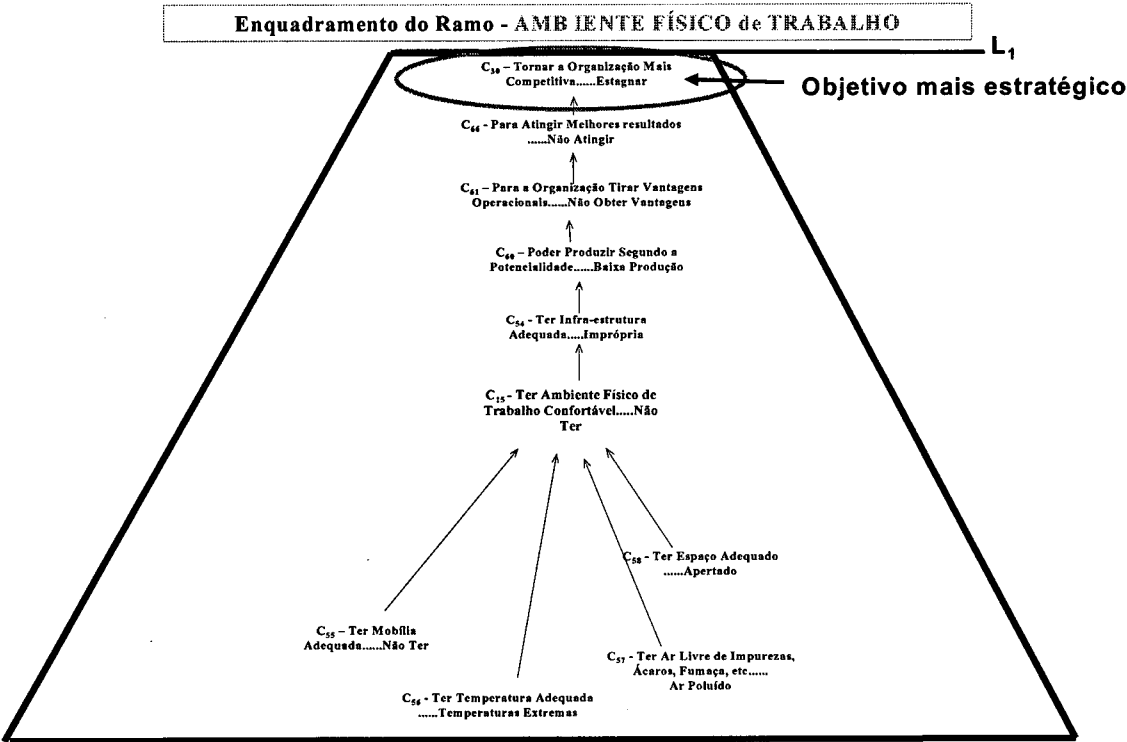 Enquadramento do Ramo - AMBIENTE FÍSICO de TRABALHO
L₁
C₃₀ – Tornar a Organização Mais
Competitiva......Estagnar
Objetivo mais estratégico
C₆₆ - Para Atingir Melhores resultados
......Não Atingir
C₆₁ – Para a Organização Tirar Vantagens
Operacionais......Não Obter Vantagens
C₆₀ – Poder Produzir Segundo a
Potencialidade......Baixa Produção
C₅₄ - Ter Infra-estrutura
Adequada.....Imprópria
C₁₅ - Ter Ambiente Físico de
Trabalho Confortável.....Não
Ter
C₅₈ - Ter Espaço Adequado
......Apertado
C₅₅ – Ter Mobília
Adequada......Não Ter
C₅₇ - Ter Ar Livre de Impurezas,
Ácaros, Fumaça, etc......
Ar Poluído
C₅₆ - Ter Temperatura Adequada
......Temperaturas Extremas